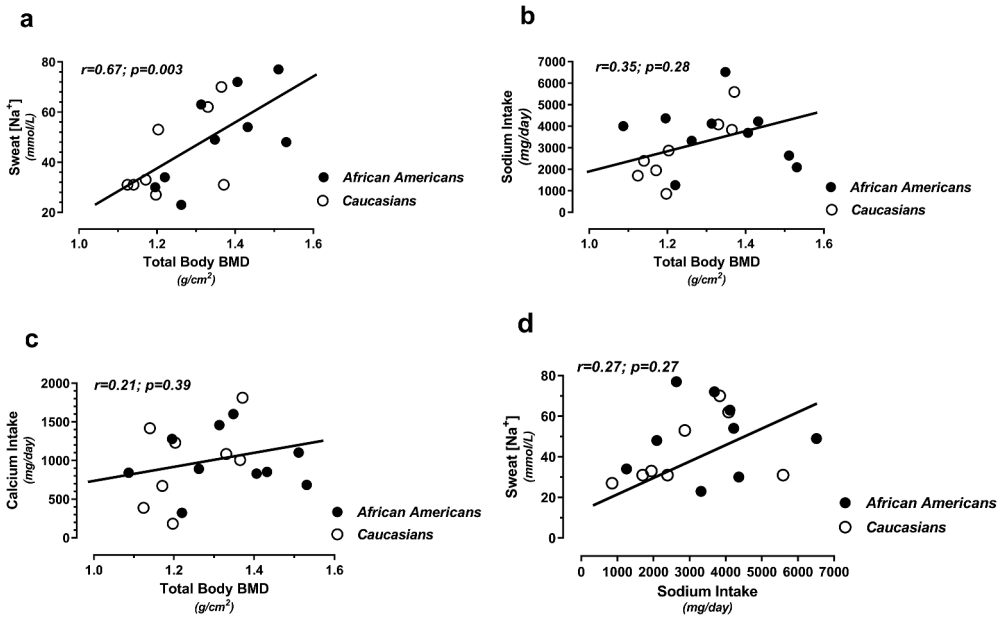 a
r=0.67; p=0.003
80
60
40
20
Sweat [Na+]
(mmol/L)
African Americans
Caucasians
1.0 1.2 1.4 1.6
Total Body BMD
(g/cm2)
b
r=0.35; p=0.28
7000
6000
5000
4000
3000
2000
1000
0
Sodium Intake
(mg/day)
African Americans
Caucasians
1.0 1.2 1.4 1.6
Total Body BMD
(g/cm2)
c
r=0.21; p=0.39
2000
1500
1000
500
0
Calcium Intake
(mg/day)
African Americans
Caucasians
1.0 1.2 1.4 1.6
Total Body BMD
(g/cm2)
d
r=0.27; p=0.27
80
60
40
20
0
Sweat [Na+]
(mmol/L)
African Americans
Caucasians
0 1000 2000 3000 4000 5000 6000 7000
Sodium Intake
(mg/day)